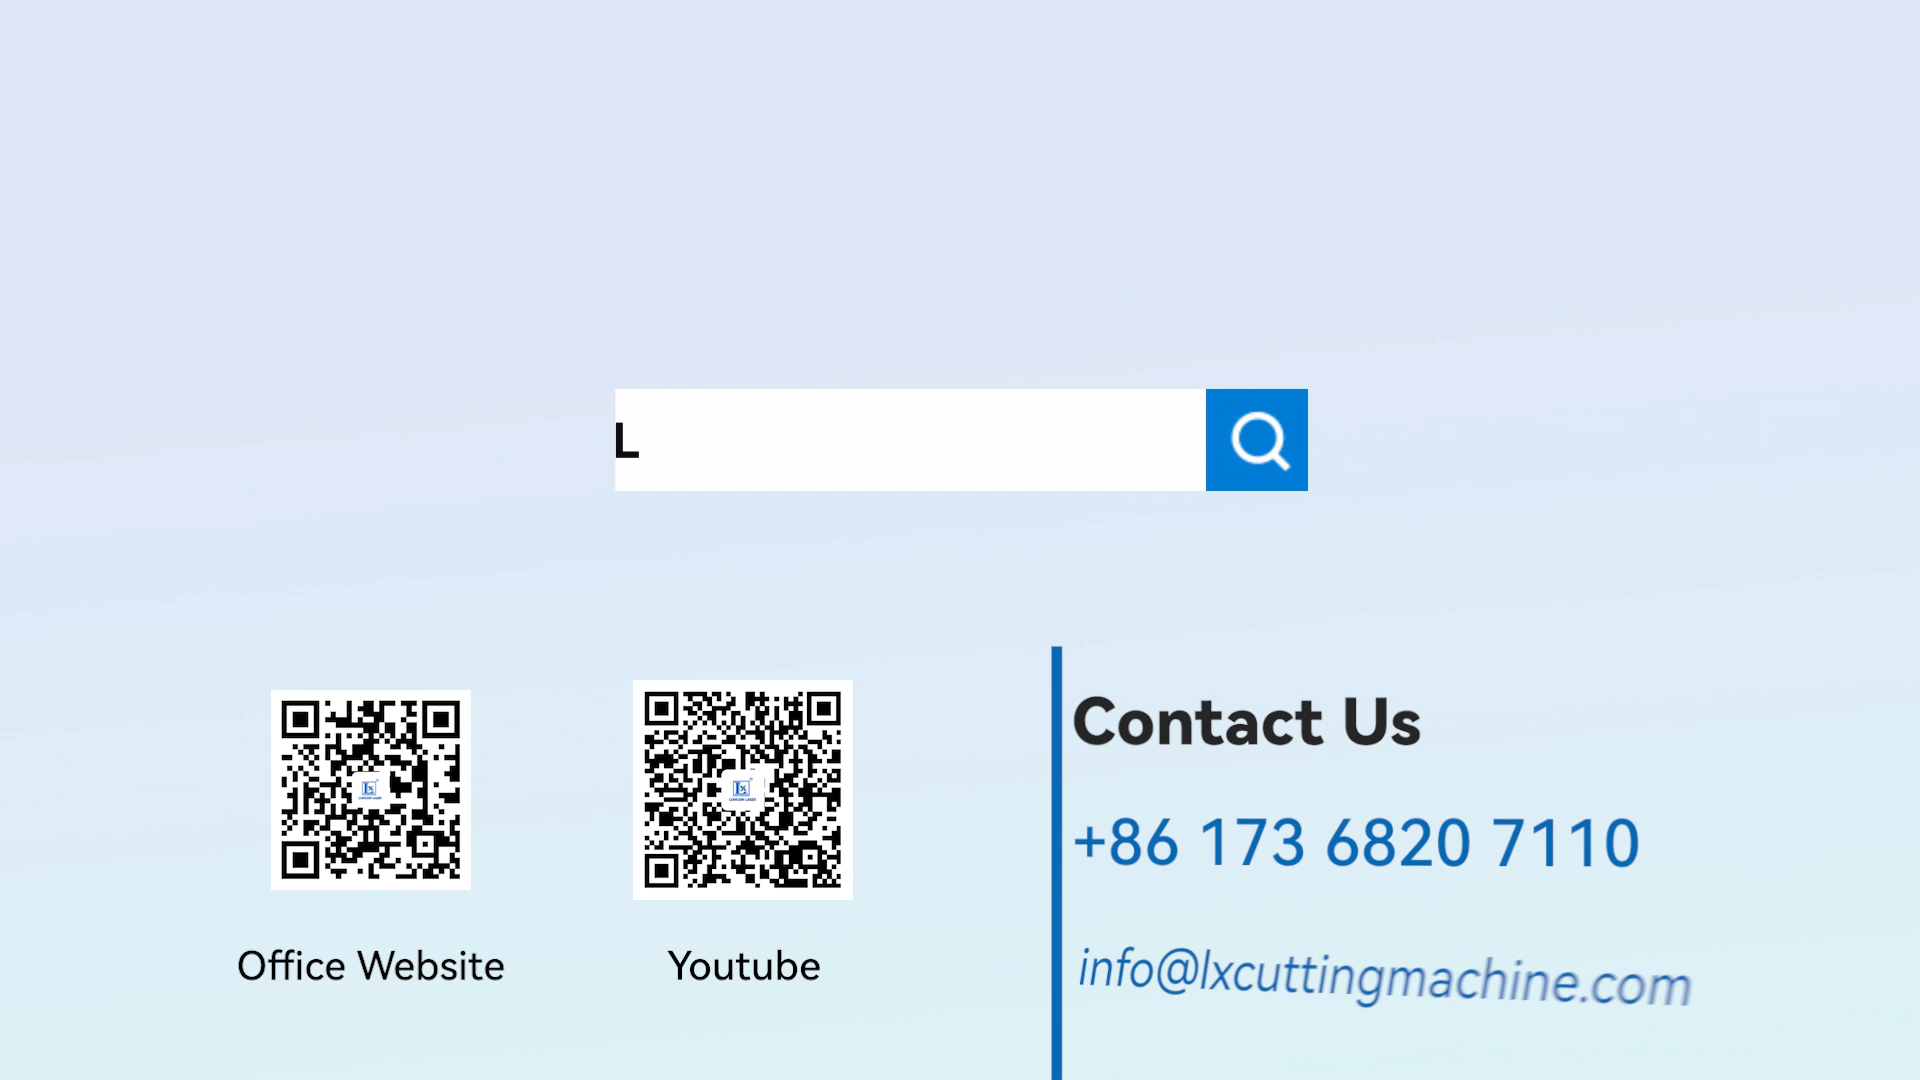 L
Office Website
Youtube
Contact Us
+86 173 6820 7110
info@lxcuttingmachine.com